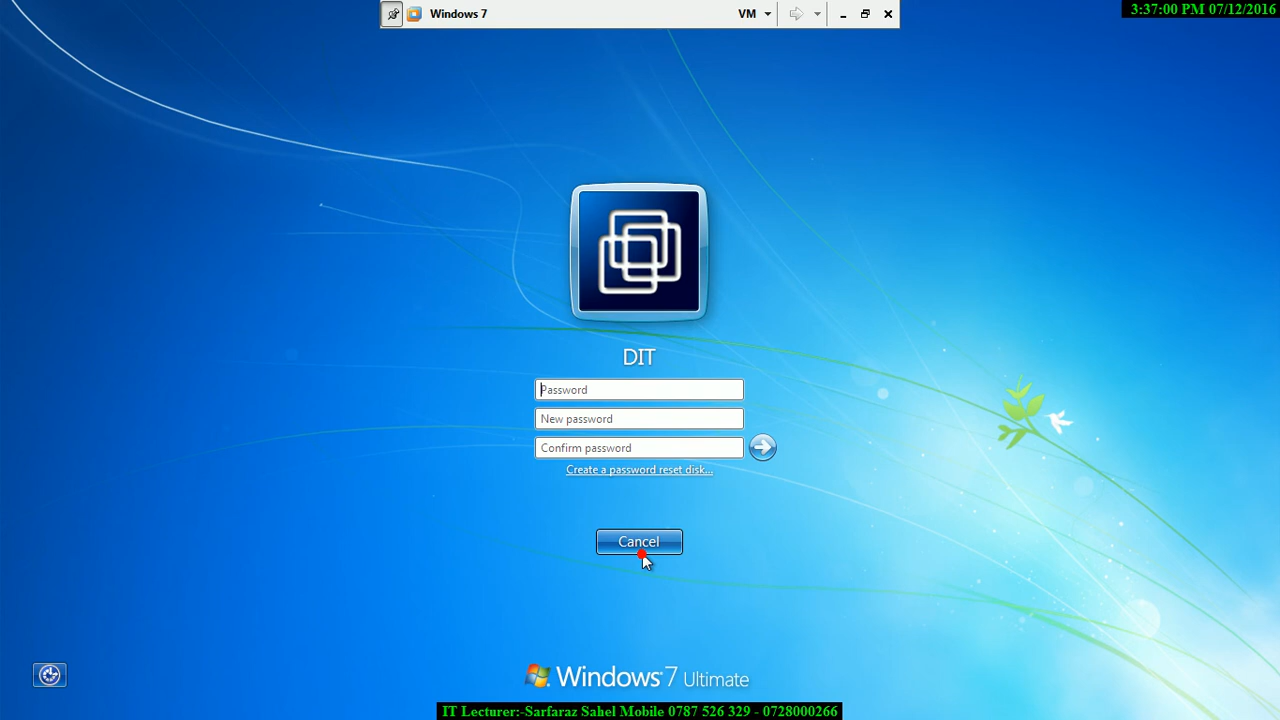 Windows 7
VM
3:37:00 PM 07/12/2016
DIT
Password
New password
Confirm password
Create a password reset disk...
Cancel
Windows 7 Ultimate
IT Lecturer:-Sarfaraz Sahel Mobile 0787 526 329 - 0728000266